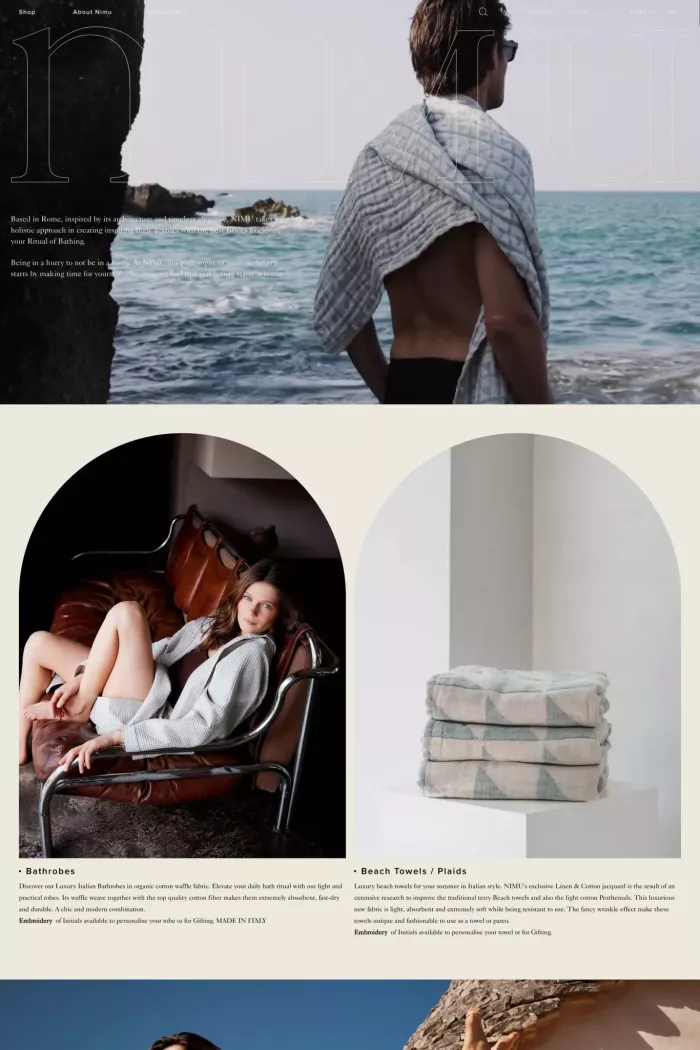 Shop
About Nimu
nimu
Based in Rome, inspired by its architecture and timeless elegance, NIMU takes a
holistic approach in creating
your Ritual of Bathing.
Being in a hurry to not be in a hurry. At NIMU our philosophy of
starts by making time for yourself
• Bathrobes
Discover our Luxury Italian Bathrobes in organic cotton waffle fabric. Elevate your daily bath ritual with our light and
practical robes. Its waffle weave together with the top quality cotton fiber makes them extremely absorbent, fast-dry
and durable. A chic and modern combination.
Embroidery of Initials available to personalise your robe or for Gifting. MADE IN ITALY
• Beach Towels / Plaids
Luxury beach towels for your summer in Italian style. NIMU's exclusive Linen & Cotton jacquard is the result of an
extensive research to improve the traditional terry Beach towels and also the light cotton Pesthemals. This luxurious
new fabric is light, absorbent and extremely soft while being resistant to use. The fancy wrinkle effect make these
towels unique and fashionable to use as a towel or pareo.
Embroidery of Initials available to personalise your towel or for Gifting.